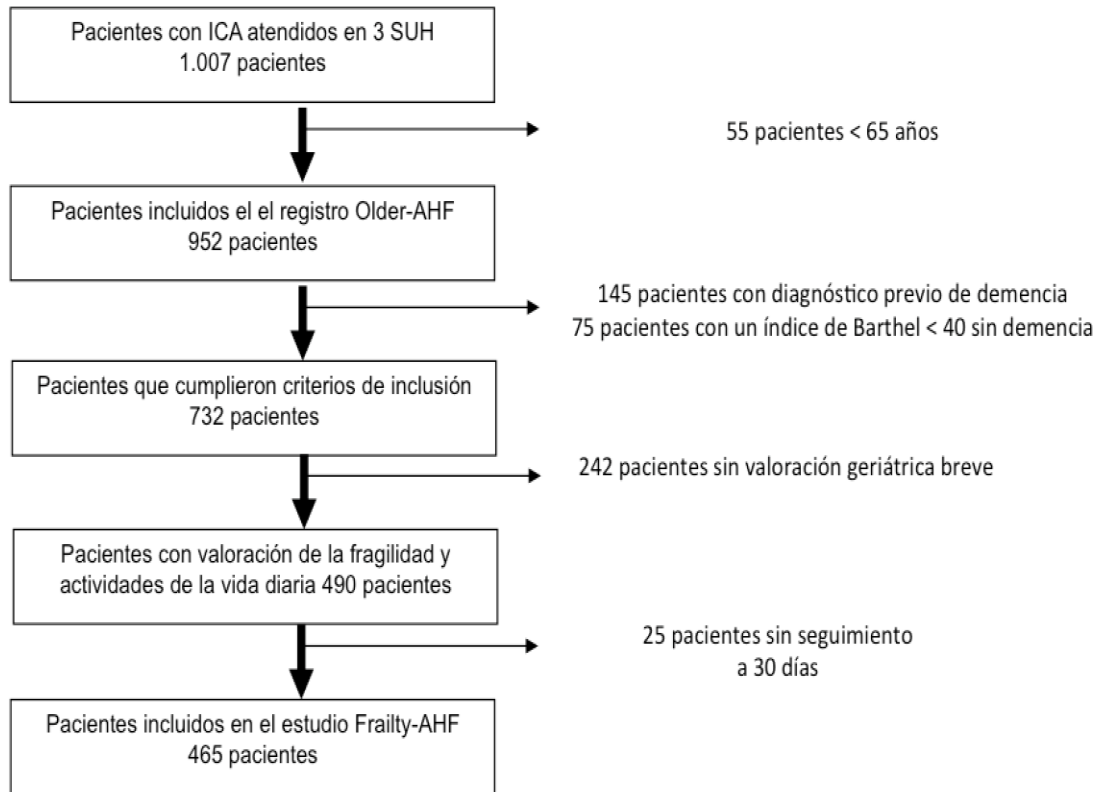 Pacientes con ICA atendidos en 3 SUH
1.007 pacientes
55 pacientes < 65 años
Pacientes incluidos el el registro Older-AHF
952 pacientes
145 pacientes con diagnóstico previo de demencia
75 pacientes con un índice de Barthel < 40 sin demencia
Pacientes que cumplieron criterios de inclusión
732 pacientes
242 pacientes sin valoración geriátrica breve
Pacientes con valoración de la fragilidad y
actividades de la vida diaria 490 pacientes
25 pacientes sin seguimiento
a 30 días
Pacientes incluidos en el estudio Frailty-AHF
465 pacientes